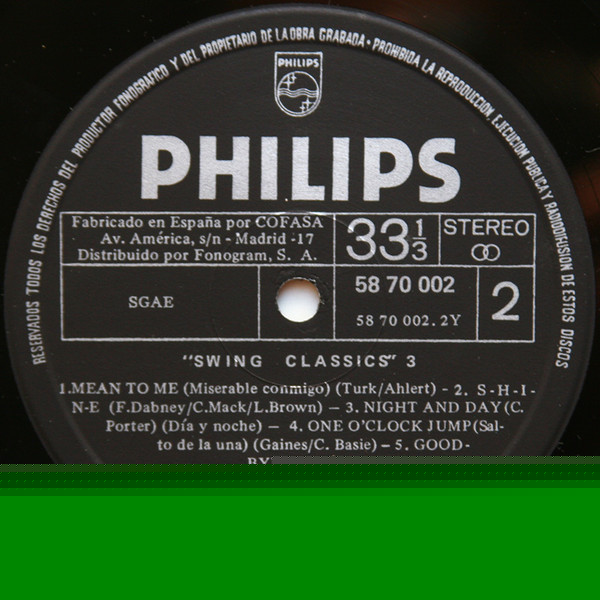 RESERVADOS TODOS LOS DERECHOS DEL PRODUCTOR FONOGRAFICO Y DEL PROPIETARIO DE LA OBRA GRABADA · PROHIBIDA LA REPRODUCCION, EJECUCION PUBLICA Y RADIODIFUSION DE ESTOS DISCOS
PHILIPS
PHILIPS
Fabricado en España por COFASA
Av. América, s/n - Madrid -17
Distribuido por Fonogram, S. A.
33 1/3
STEREO
SGAE
58 70 002
58 70 002. 2Y
2
"SWING CLASSICS" 3
1.MEAN TO ME (Miserable conmigo) (Turk/Ahlert) - 2. S-H-I-
N-E (F.Dabney/C.Mack/L.Brown) — 3. NIGHT AND DAY (C.
Porter) (Día y noche) — 4. ONE O'CLOCK JUMP (Sal-
to de la una) (Gaines/C. Basie) — 5. GOOD-